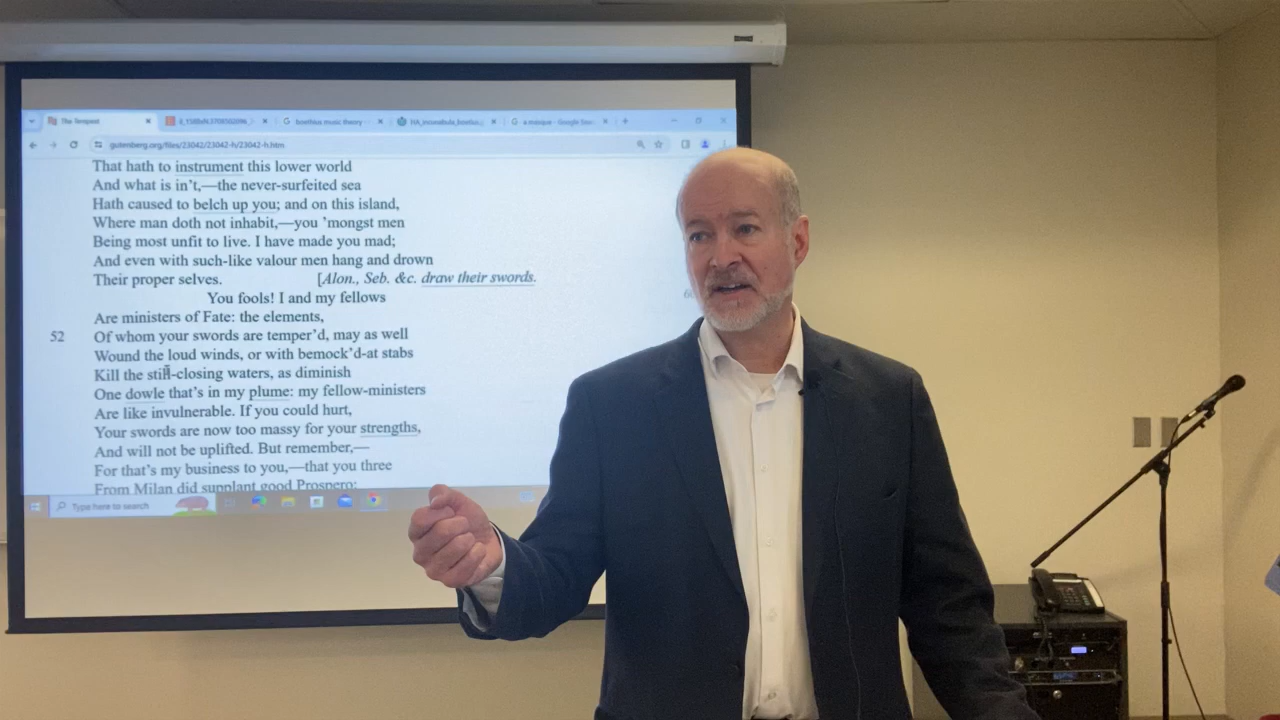 The Tempest
boethius music theory
HA_incunabula_boetius
a masque - Google Sea
gutenberg.org/files/23042/23042-h/23042-h.htm
That hath to instrument this lower world
And what is in’t,—the never-surfeited sea
Hath caused to belch up you; and on this island,
Where man doth not inhabit,—you ’mongst men
Being most unfit to live. I have made you mad;
And even with such-like valour men hang and drown
Their proper selves. [Alon., Seb. &c. draw their swords.
You fools! I and my fellows
Are ministers of Fate: the elements,
52 Of whom your swords are temper’d, may as well
Wound the loud winds, or with bemock’d-at stabs
Kill the still-closing waters, as diminish
One dowle that’s in my plume: my fellow-ministers
Are like invulnerable. If you could hurt,
Your swords are now too massy for your strengths,
And will not be uplifted. But remember,—
For that’s my business to you,—that you three
From Milan did supplant good Prospero;
Type here to search